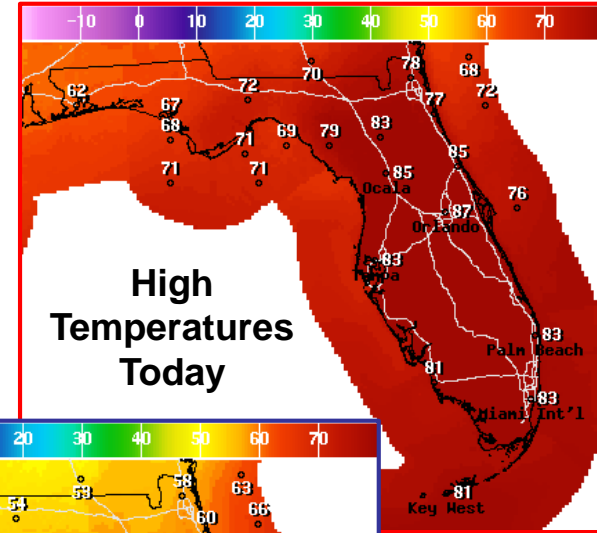 -10 0 10 20 30 40 50 60 70
78
70
68
62
72
77
72
67
68
83
69
79
71
85
71
71
85
Ocala
76
87
Orlando
83
Tampa
High
Temperatures
Today
83
Palm Beach
81
83
Miami Int'l
20 30 40 50 60 70
81
Key West
58
63
53
54
60
66